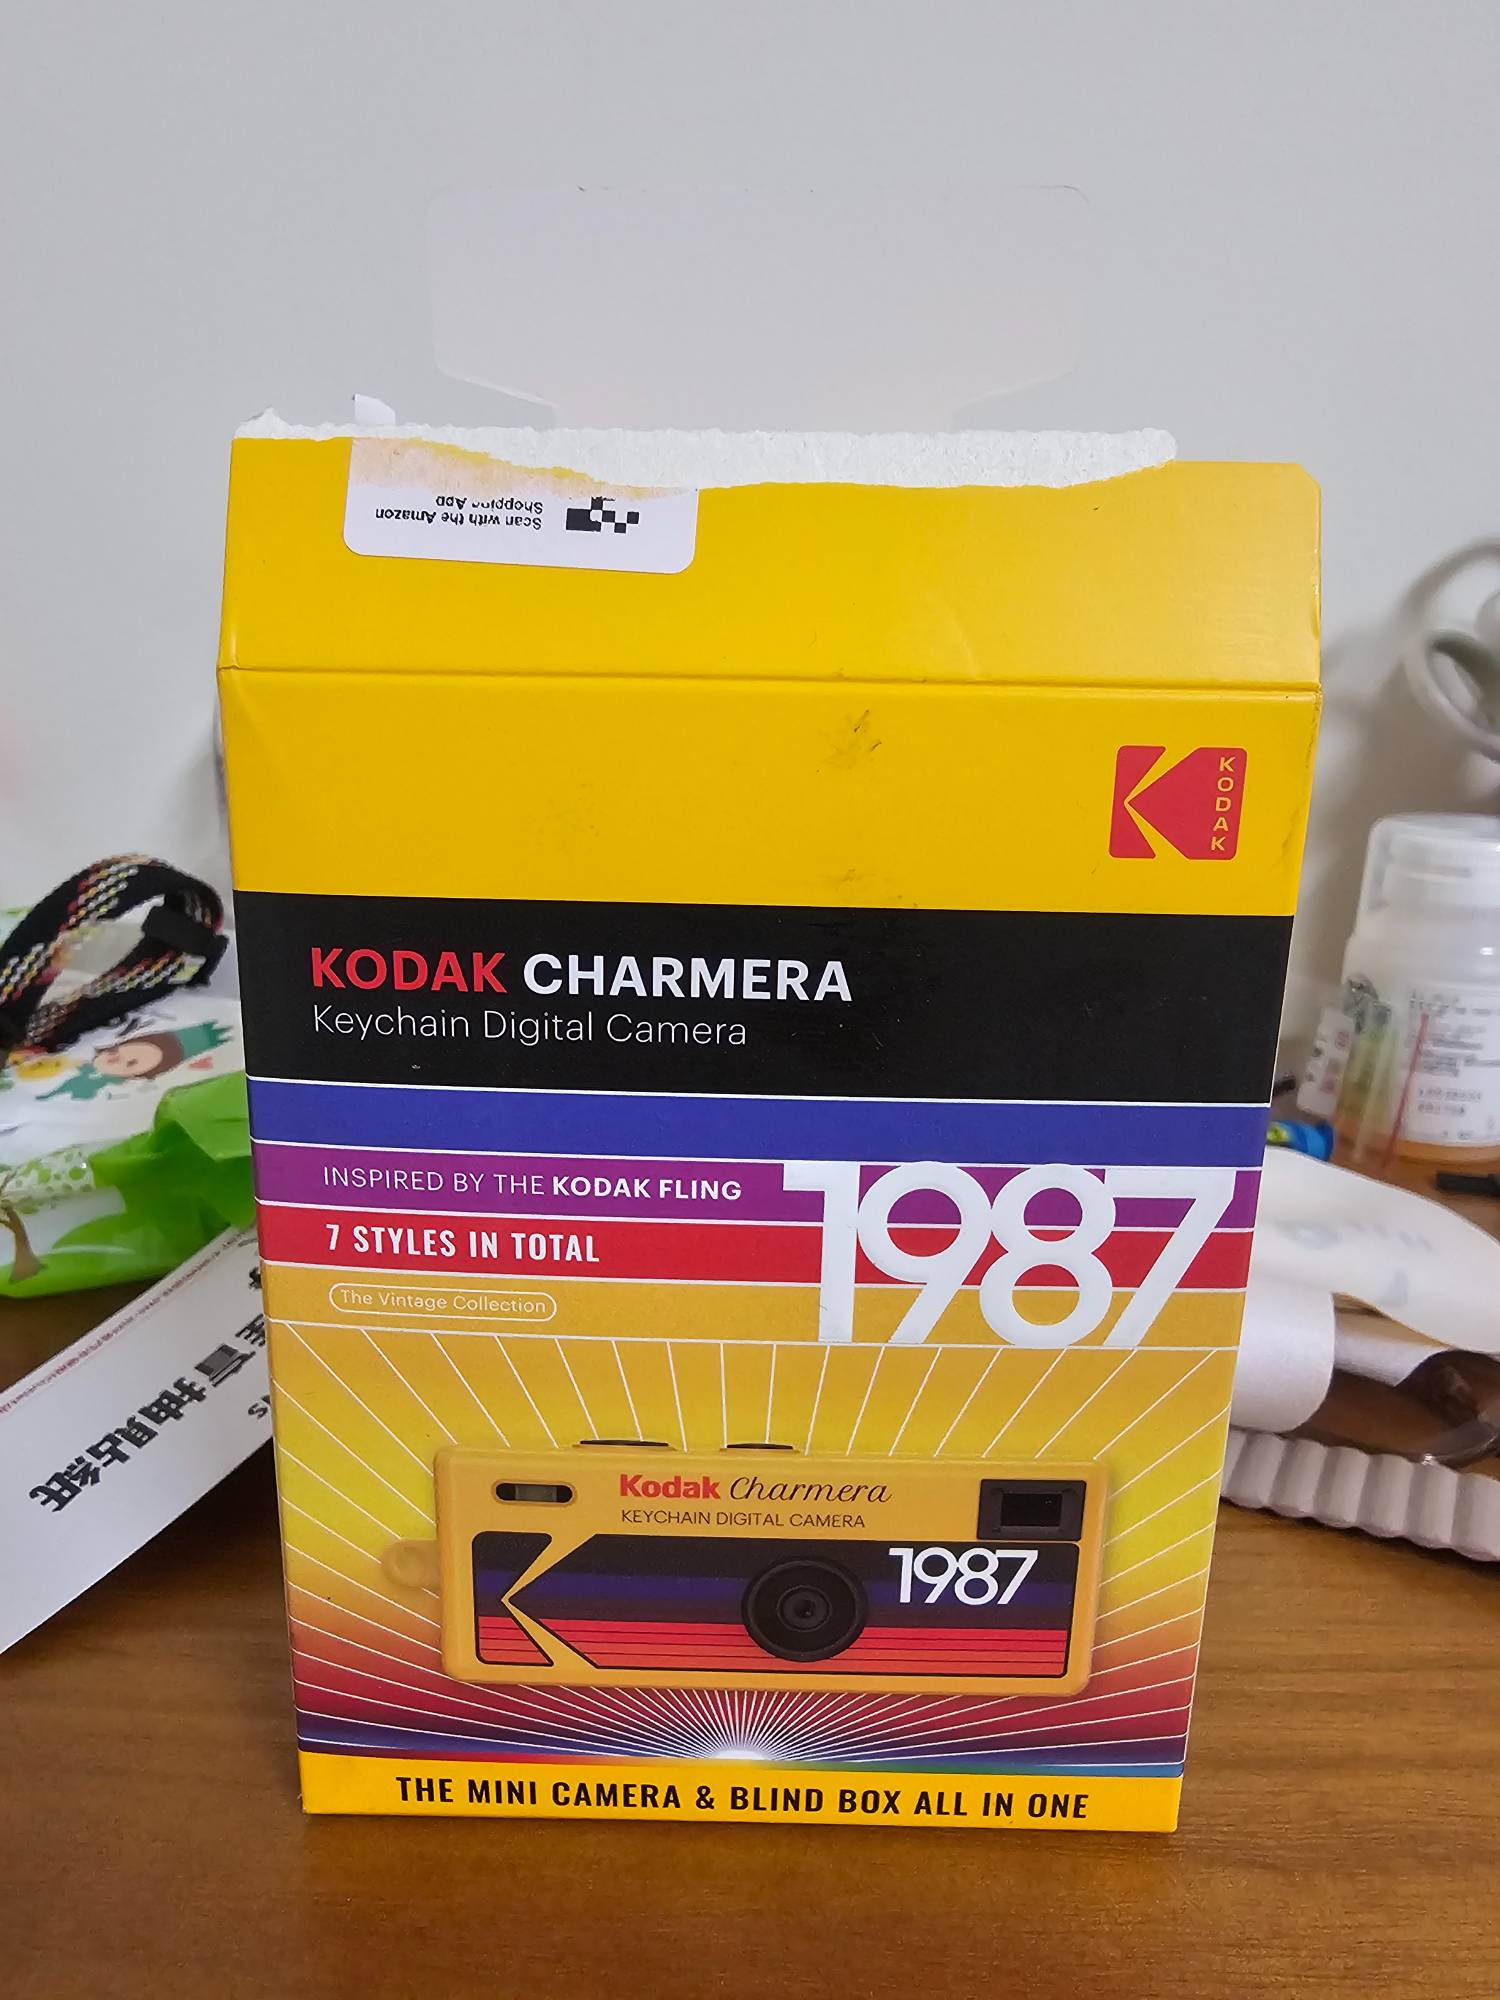 Scan with the Amazon
Shopping App
KODAK
KODAK CHARMERA
Keychain Digital Camera
INSPIRED BY THE KODAK FLING
1987
7 STYLES IN TOTAL
The Vintage Collection
Kodak Charmera
KEYCHAIN DIGITAL CAMERA
1987
THE MINI CAMERA & BLIND BOX ALL IN ONE